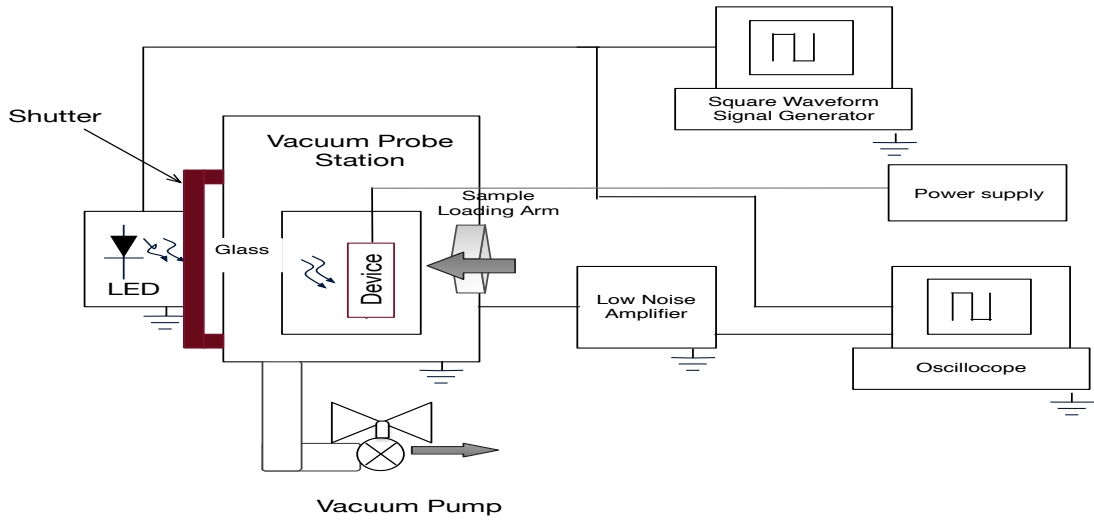 Square Waveform
Signal Generator
Shutter
Vacuum Probe
Station
Power supply
Sample
Loading Arm
Glass
Device
LED
Low Noise
Amplifier
Oscillocope
Vacuum Pump